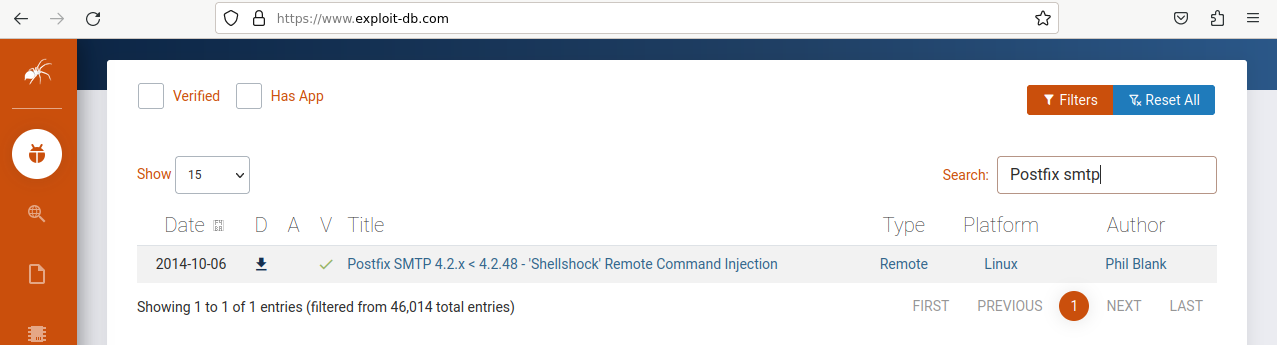 https://www.exploit-db.com
Verified Has App
Filters Reset All
Show 15 Search: Postfix smtp
Date D A V Title Type Platform Author
2014-10-06 Postfix SMTP 4.2.x < 4.2.48 - 'Shellshock' Remote Command Injection Remote Linux Phil Blank
Showing 1 to 1 of 1 entries (filtered from 46,014 total entries) FIRST PREVIOUS 1 NEXT LAST